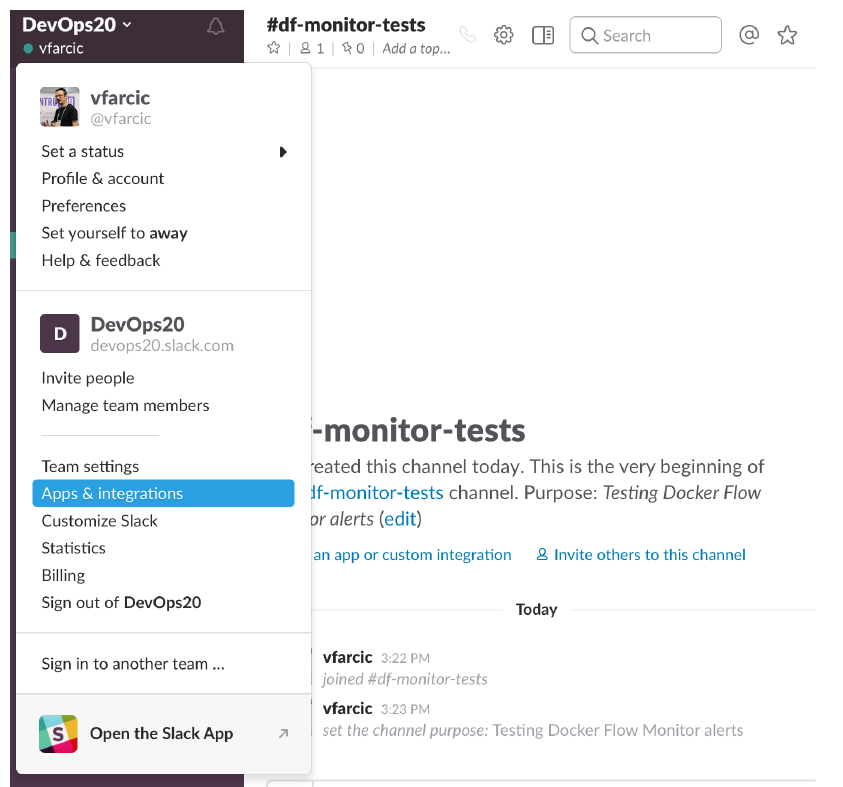 DevOps20
vfarcic
vfarcic
@vfarcic
Set a status
Profile & account
Preferences
Set yourself to away
Help & feedback
D
DevOps20
devops20.slack.com
Invite people
Manage team members
Team settings
Apps & integrations
Customize Slack
Statistics
Billing
Sign out of DevOps20
Sign in to another team ...
S
Open the Slack App
#df-monitor-tests
1 | 0 | Add a top...
Search
@
f-monitor-tests
reated this channel today. This is the very beginning of
df-monitor-tests channel. Purpose: Testing Docker Flow
or alerts (edit)
an app or custom integration
Invite others to this channel
Today
vfarcic 3:22 PM
joined #df-monitor-tests
vfarcic 3:23 PM
set the channel purpose: Testing Docker Flow Monitor alerts